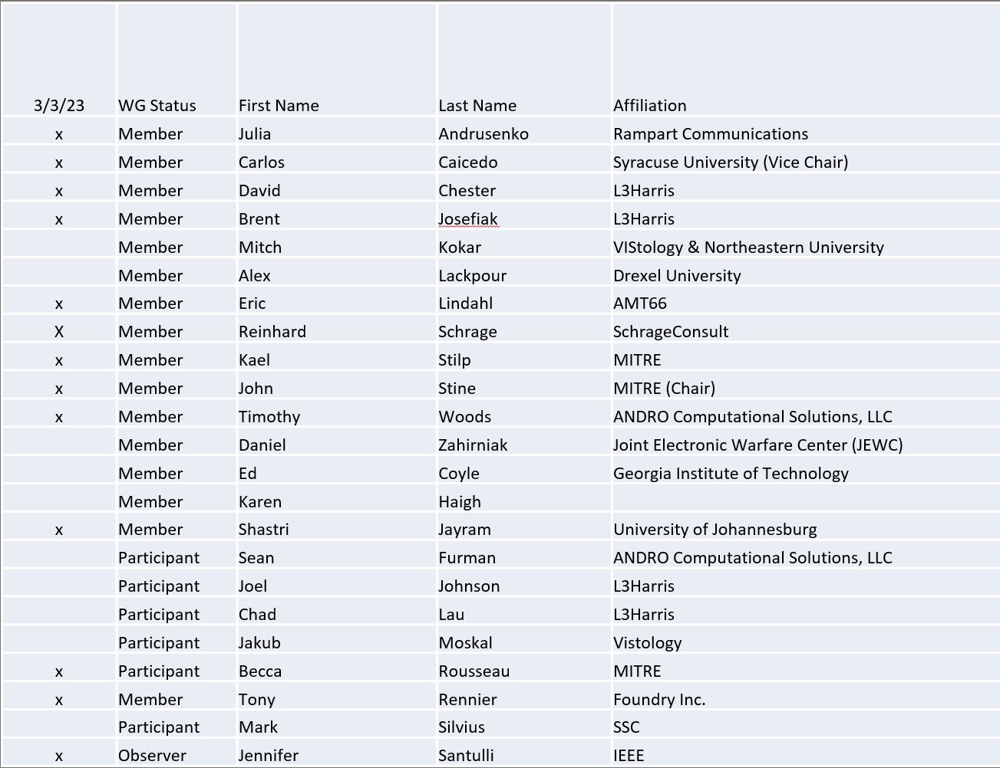 3/3/23 WG Status First Name Last Name Affiliation
x Member Julia Andrusenko Rampart Communications
x Member Carlos Caicedo Syracuse University (Vice Chair)
x Member David Chester L3Harris
x Member Brent Josefiak L3Harris
Member Mitch Kokar VIStology & Northeastern University
Member Alex Lackpour Drexel University
x Member Eric Lindahl AMT66
X Member Reinhard Schrage SchrageConsult
x Member Kael Stilp MITRE
x Member John Stine MITRE (Chair)
x Member Timothy Woods ANDRO Computational Solutions, LLC
Member Daniel Zahirniak Joint Electronic Warfare Center (JEWC)
Member Ed Coyle Georgia Institute of Technology
Member Karen Haigh
x Member Shastri Jayram University of Johannesburg
Participant Sean Furman ANDRO Computational Solutions, LLC
Participant Joel Johnson L3Harris
Participant Chad Lau L3Harris
Participant Jakub Moskal Vistology
x Participant Becca Rousseau MITRE
x Member Tony Rennier Foundry Inc.
Participant Mark Silvius SSC
x Observer Jennifer Santulli IEEE